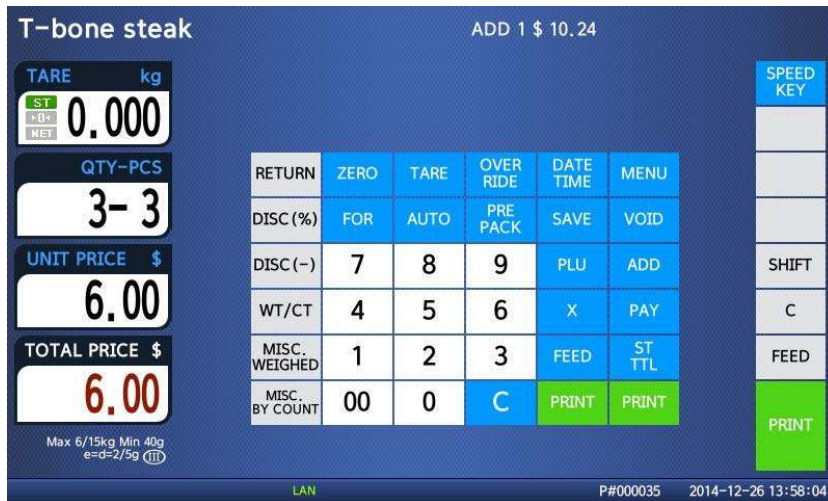 T-bone steak
ADD 1 $ 10.24
TARE kg
ST
→0←
NET
0.000
QTY-PCS
3- 3
UNIT PRICE $
6.00
TOTAL PRICE $
6.00
Max 6/15kg Min 40g
e=d=2/5g III
RETURN ZERO TARE OVER RIDE DATE TIME MENU
DISC(%) FOR AUTO PRE PACK SAVE VOID
DISC(-) 7 8 9 PLU ADD
WT/CT 4 5 6 X PAY
MISC. WEIGHED 1 2 3 FEED ST TTL
MISC. BY COUNT 00 0 C PRINT PRINT
SPEED
KEY
SHIFT
C
FEED
PRINT
LAN P#000035 2014-12-26 13:58:04